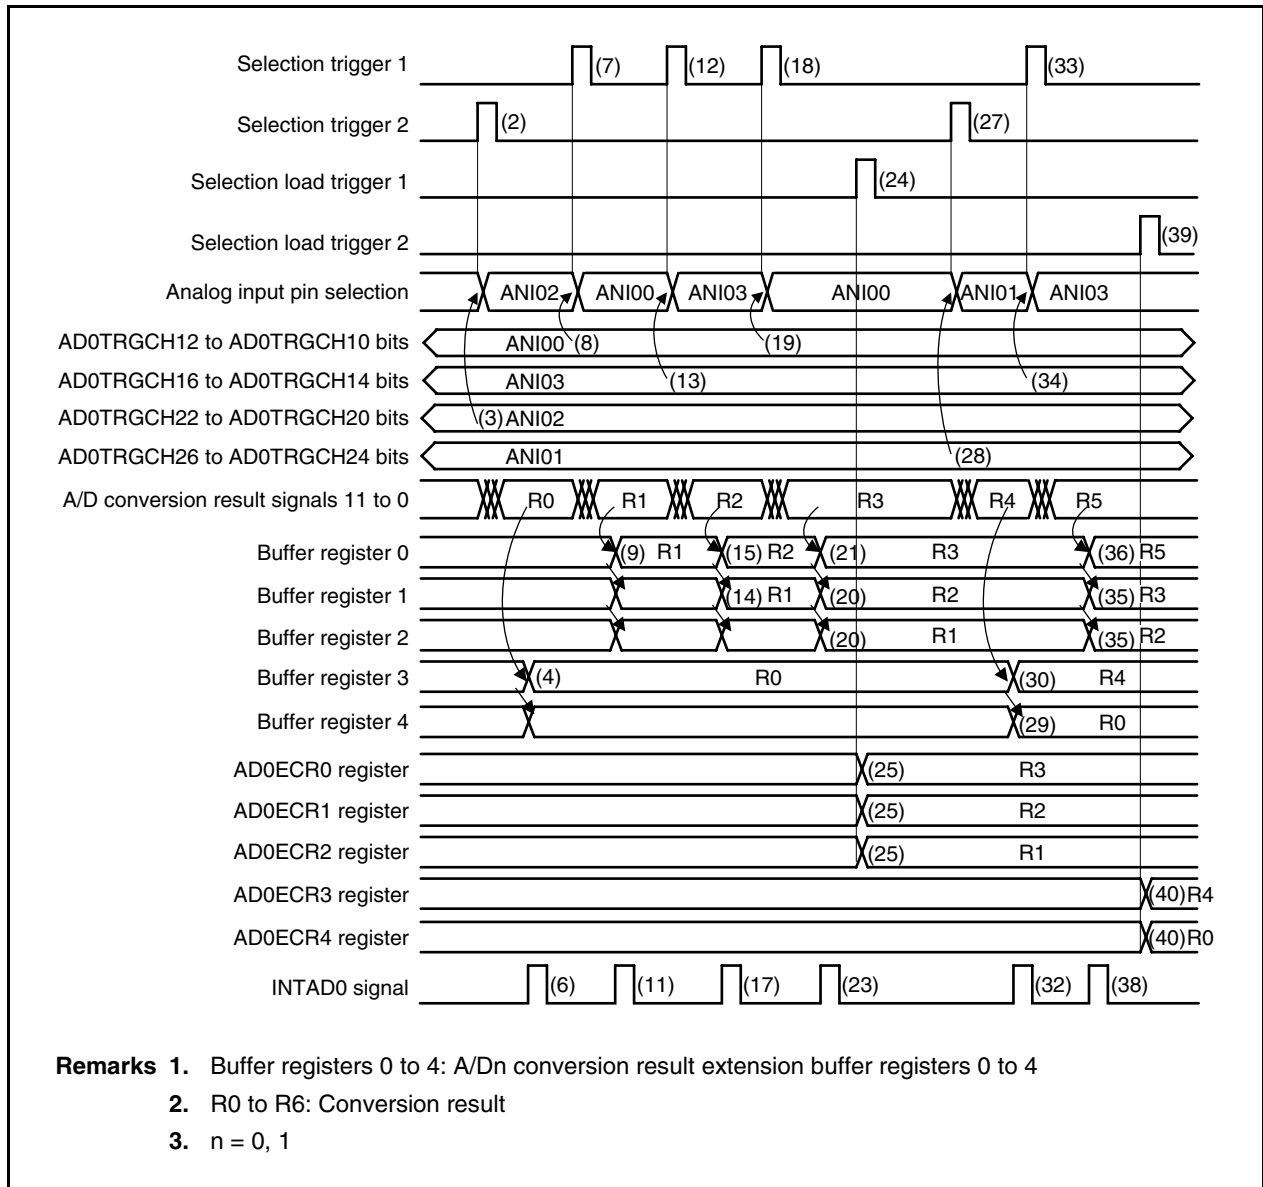 Selection trigger 1 (7) (12) (18) (33)
Selection trigger 2 (2) (27)
Selection load trigger 1 (24)
Selection load trigger 2 (39)
Analog input pin selection ANI02 ANI00 ANI03 ANI00 ANI01 ANI03
AD0TRGCH12 to AD0TRGCH10 bits ANI00 (8) (19)
AD0TRGCH16 to AD0TRGCH14 bits ANI03 (13) (34)
AD0TRGCH22 to AD0TRGCH20 bits (3) ANI02
AD0TRGCH26 to AD0TRGCH24 bits ANI01 (28)
A/D conversion result signals 11 to 0 R0 R1 R2 R3 R4 R5
Buffer register 0 (9) R1 (15) R2 (21) R3 (36) R5
Buffer register 1 (14) R1 (20) R2 (35) R3
Buffer register 2 (20) R1 (35) R2
Buffer register 3 (4) R0 (30) R4
Buffer register 4 (29) R0
AD0ECR0 register (25) R3
AD0ECR1 register (25) R2
AD0ECR2 register (25) R1
AD0ECR3 register (40) R4
AD0ECR4 register (40) R0
INTAD0 signal (6) (11) (17) (23) (32) (38)
Remarks 1. Buffer registers 0 to 4: A/Dn conversion result extension buffer registers 0 to 4
2. R0 to R6: Conversion result
3. n = 0, 1